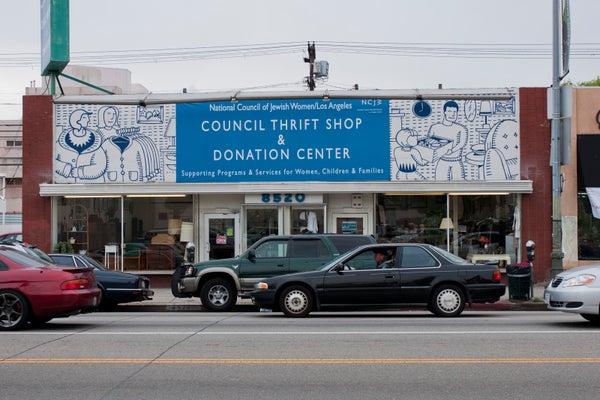 National Council of Jewish Women/Los Angeles
NCJW
COUNCIL THRIFT SHOP
&
DONATION CENTER
Supporting Programs & Services for Women, Children & Families
8520